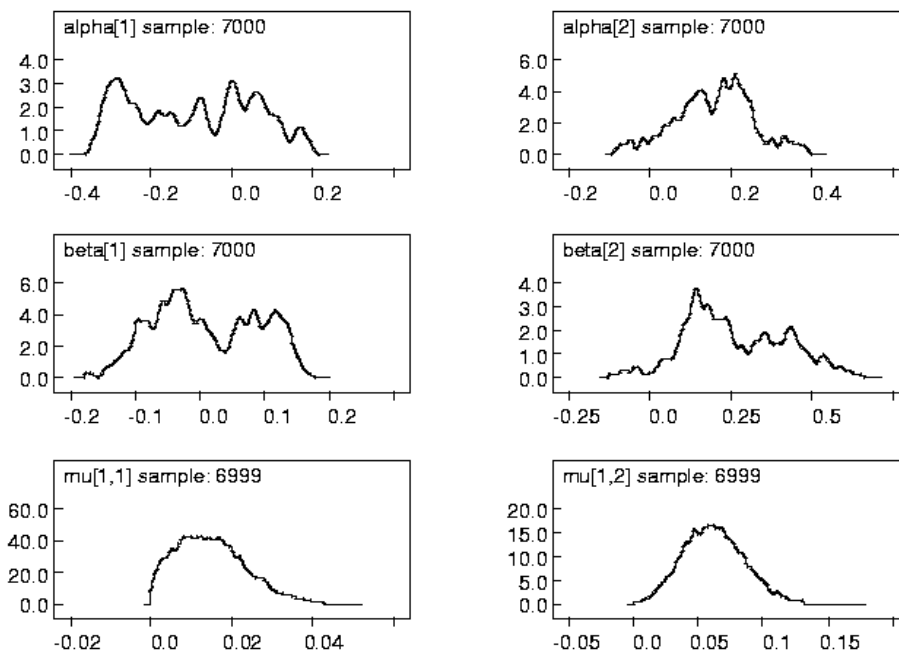 alpha[1] sample: 7000
4.0
3.0
2.0
1.0
0.0
-0.4 -0.2 0.0 0.2
alpha[2] sample: 7000
6.0
4.0
2.0
0.0
-0.2 0.0 0.2 0.4
beta[1] sample: 7000
6.0
4.0
2.0
0.0
-0.2 -0.1 0.0 0.1 0.2
beta[2] sample: 7000
4.0
3.0
2.0
1.0
0.0
-0.25 0.0 0.25 0.5
mu[1,1] sample: 6999
60.0
40.0
20.0
0.0
-0.02 0.0 0.02 0.04
mu[1,2] sample: 6999
20.0
15.0
10.0
5.0
0.0
-0.05 0.0 0.05 0.1 0.15